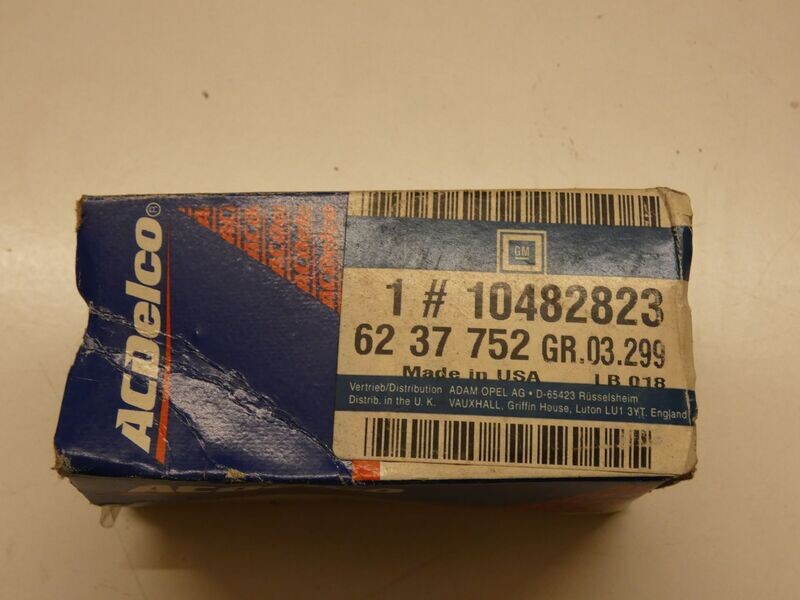 ACDelco®
GM
1 # 10482823
62 37 752 GR.03.299
Made in USA LB 018
Vertrieb/Distribution ADAM OPEL AG • D-65423 Rüsselsheim
Distrib. in the U. K. VAUXHALL, Griffin House, Luton LU1 3YT, England